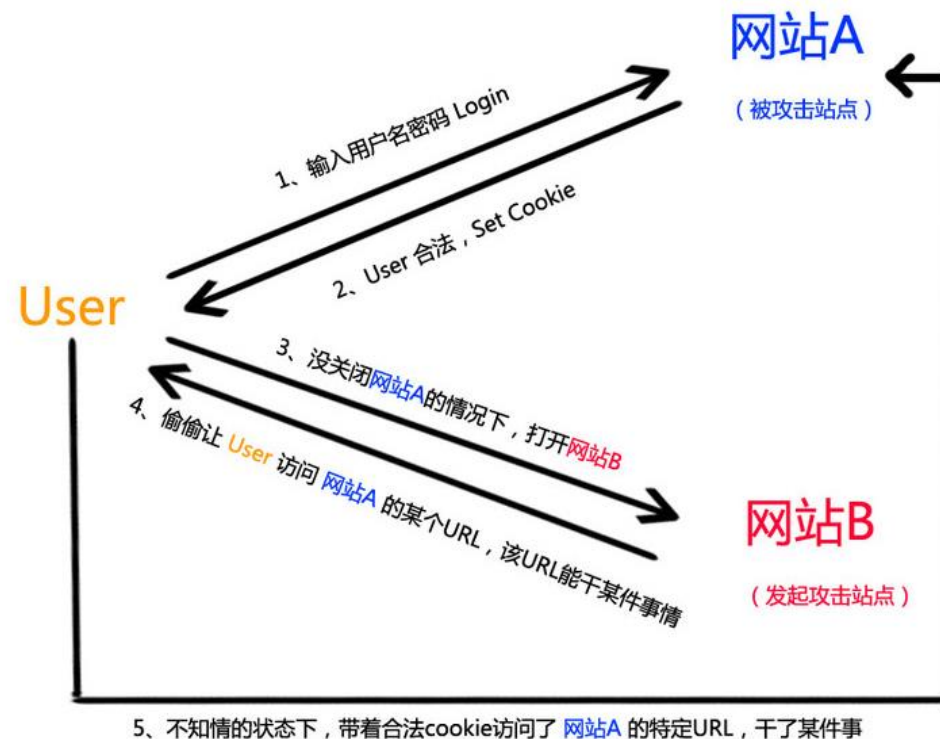 网站A
（被攻击站点）
1、输入用户名密码 Login
2、User 合法，Set Cookie
User
3、没关闭网站A的情况下，打开网站B
4、偷偷让 User 访问 网站A 的某个URL，该URL能干某件事情
网站B
（发起攻击站点）
5、不知情的状态下，带着合法cookie访问了 网站A 的特定URL，干了某件事